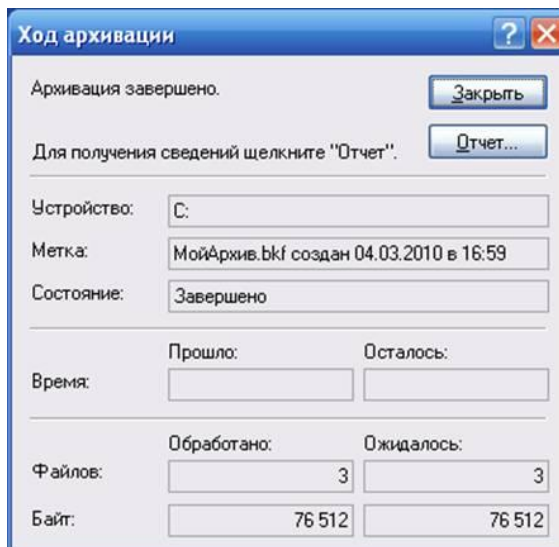 Ход архивации
Архивация завершено.
Закрыть
Для получения сведений щелкните "Отчет".
Отчет...
Устройство: C:
Метка: МойАрхив.bkf создан 04.03.2010 в 16:59
Состояние: Завершено
Прошло: Осталось:
Время:
Обработано: Ожидалось:
Файлов: 3 3
Байт: 76 512 76 512